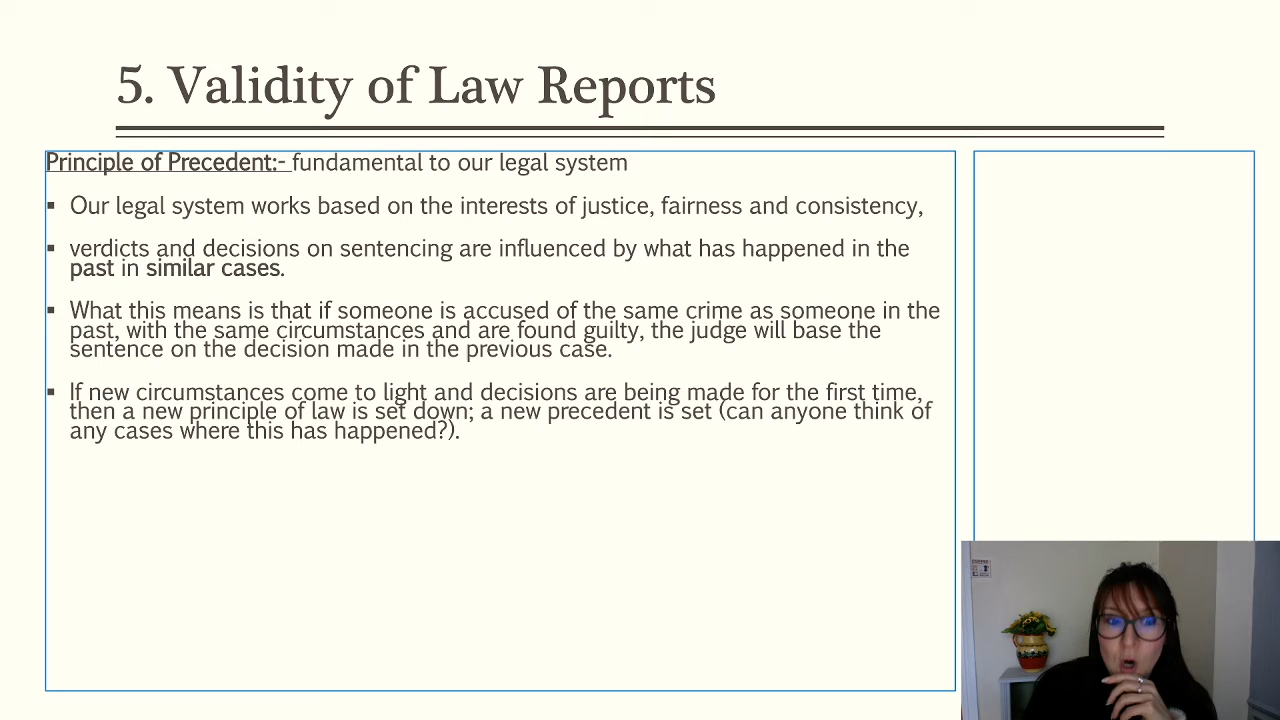 5. Validity of Law Reports
Principle of Precedent:- fundamental to our legal system
▪ Our legal system works based on the interests of justice, fairness and consistency,
▪ verdicts and decisions on sentencing are influenced by what has happened in the
past in similar cases.
▪ What this means is that if someone is accused of the same crime as someone in the
past, with the same circumstances and are found guilty, the judge will base the
sentence on the decision made in the previous case.
▪ If new circumstances come to light and decisions are being made for the first time,
then a new principle of law is set down; a new precedent is set (can anyone think of
any cases where this has happened?).